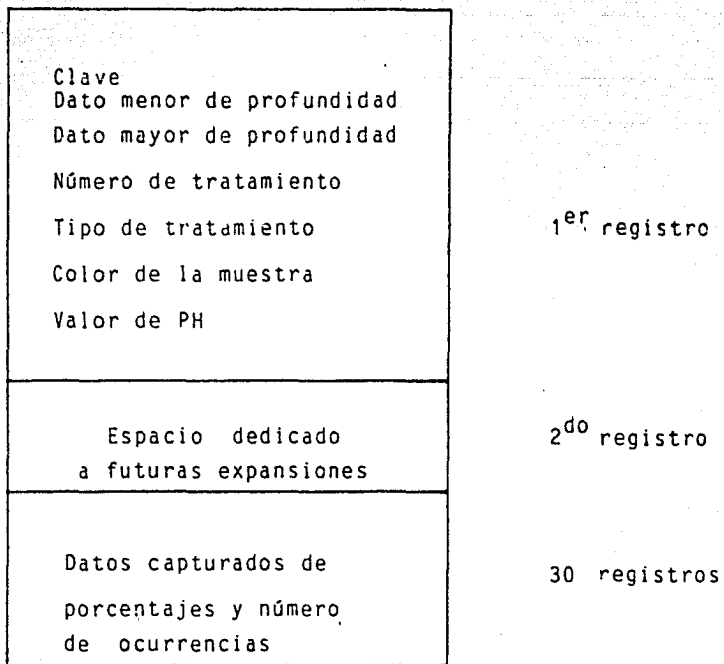 Clave
Dato menor de profundidad
Dato mayor de profundidad
Número de tratamiento
Tipo de tratamiento
1er. registro
Color de la muestra
Valor de PH
Espacio dedicado
2do registro
a futuras expansiones
Datos capturados de
30 registros
porcentajes y número
de ocurrencias